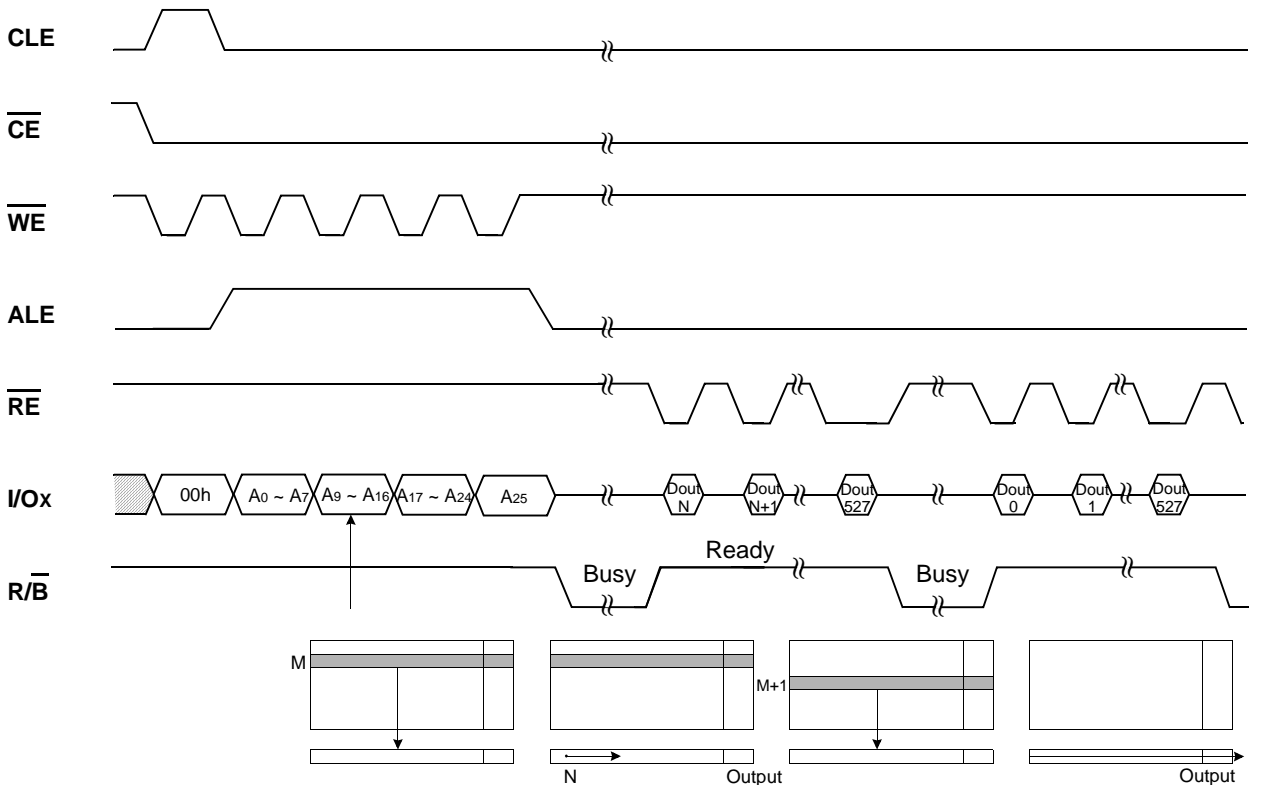 CLE
CE
WE
ALE
RE
I/Ox 00h A0 ~ A7 A9 ~ A16 A17 ~ A24 A25 Dout N Dout N+1 Dout 527 Dout 0 Dout 1 Dout 527
Ready
R/B Busy Busy
M
M+1
N Output Output